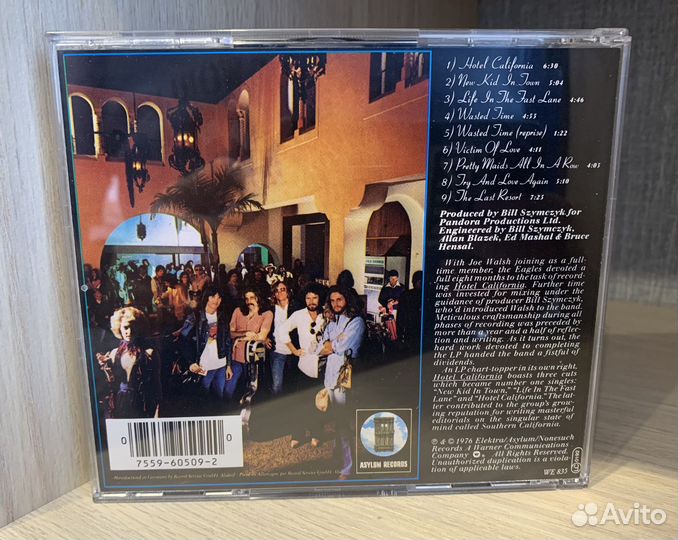 1) Hotel California 6:30
2) New Kid In Town 5:04
3) Life In The Fast Lane 4:46
4) Wasted Time 4:55
5) Wasted Time (reprise) 1:22
6) Victim Of Love 4:11
7) Pretty Maids All In A Row 4:05
8) Try And Love Again 5:10
9) The Last Resort 7:25
Produced by Bill Szymczyk for
Pandora Productions Ltd.
Engineered by Bill Szymczyk,
Allan Blazek, Ed Mashal & Bruce
Hensal.
With Joe Walsh joining as a full-
time member, the Eagles devoted a
full eight months to the task of record-
ing Hotel California. Further time
was invested for mixing under the
guidance of producer Bill Szymczyk,
who'd introduced Walsh to the band.
Meticulous craftsmanship during all
phases of recording was preceded by
more than a year and a half of reflec-
tion and writing. As it turns out, the
hard work devoted to completing
the LP handed the band a fistful of
dividends.
An LP chart-topper in its own right,
Hotel California boasts three cuts
which became number one singles:
"New Kid In Town," "Life In The Fast
Lane" and "Hotel California." The lat-
ter contributed to the group's grow-
ing reputation for writing masterful
editorials on the singular state of
mind called Southern California.
℗ & © 1976 Elektra/Asylum/Nonesuch
Records A Warner Communications
Company
Unauthorized duplication is a viola-
tion of applicable laws.
WE 835
LC 0192
0 0
7559-60509-2
ASYLUM RECORDS
Avito